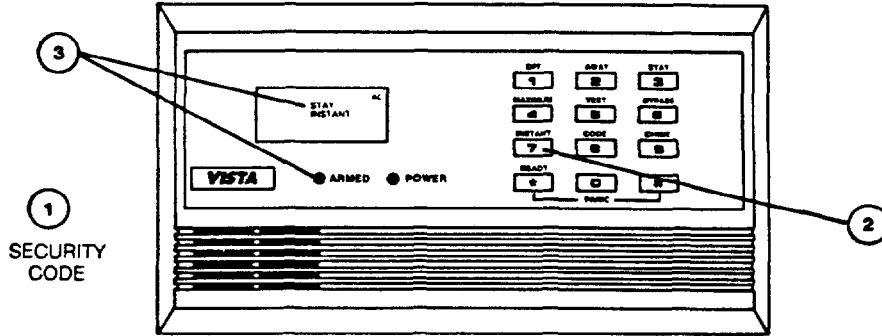 3
OFF AWAY STAY
1 2 3
AC
STAY
INSTANT
MAXIMUM TEST BYPASS
4 5 6
INSTANT CODE CHIME
7 8 9
VISTA
ARMED POWER
READY
* 0 #
PANIC
1
SECURITY
CODE
2